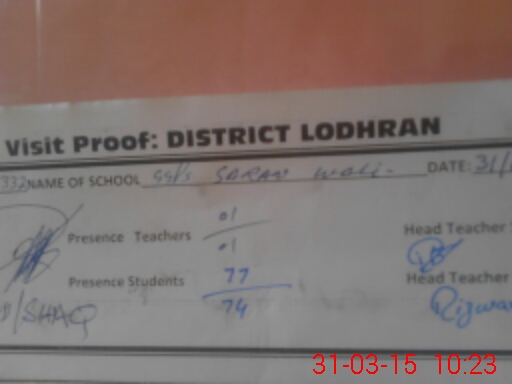 Visit Proof: DISTRICT LODHRAN
332 NAME OF SCHOOL SARAN Wali DATE: 31/
Presence Teachers 01
01
Head Teacher
Presence Students 77
74
Head Teacher
/SHAQ
Rizwa
31-03-15 10:23